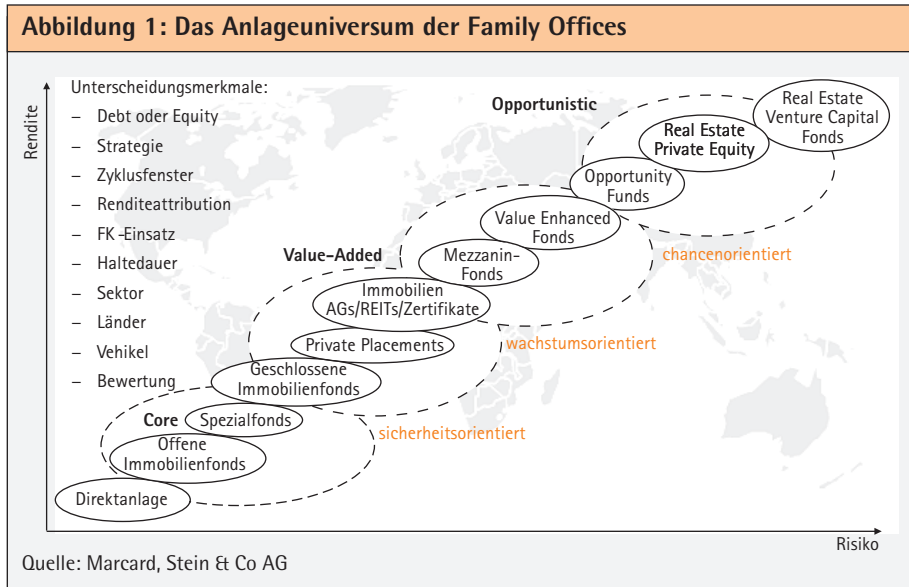 Abbildung 1: Das Anlageuniversum der Family Offices
Rendite
Unterscheidungsmerkmale:
– Debt oder Equity
– Strategie
– Zyklusfenster
– Renditeattribution
– FK-Einsatz
– Haltedauer
– Sektor
– Länder
– Vehikel
– Bewertung
Opportunistic
Real Estate
Venture Capital
Fonds
Real Estate
Private Equity
Opportunity
Funds
Value Enhanced
Fonds
chancenorientiert
Value-Added
Mezzanin-
Fonds
Immobilien
AGs/REITs/Zertifikate
Private Placements
wachstumsorientiert
Geschlossene
Immobilienfonds
Core
Spezialfonds
sicherheitsorientiert
Offene
Immobilienfonds
Direktanlage
Risiko
Quelle: Marcard, Stein & Co AG